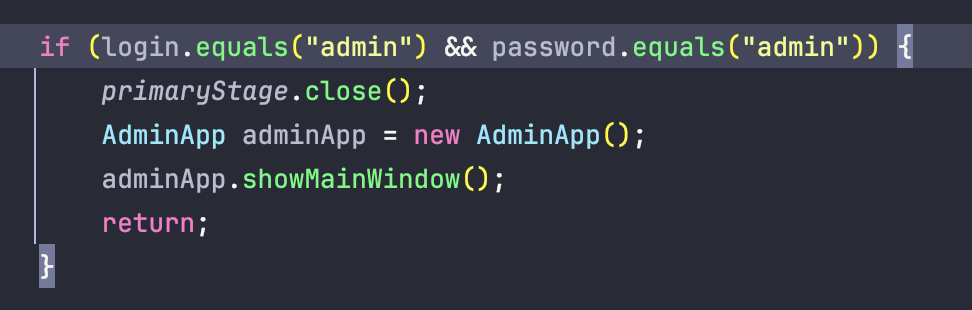 if (login.equals("admin") && password.equals("admin")) {
    primaryStage.close();
    AdminApp adminApp = new AdminApp();
    adminApp.showMainWindow();
    return;
}